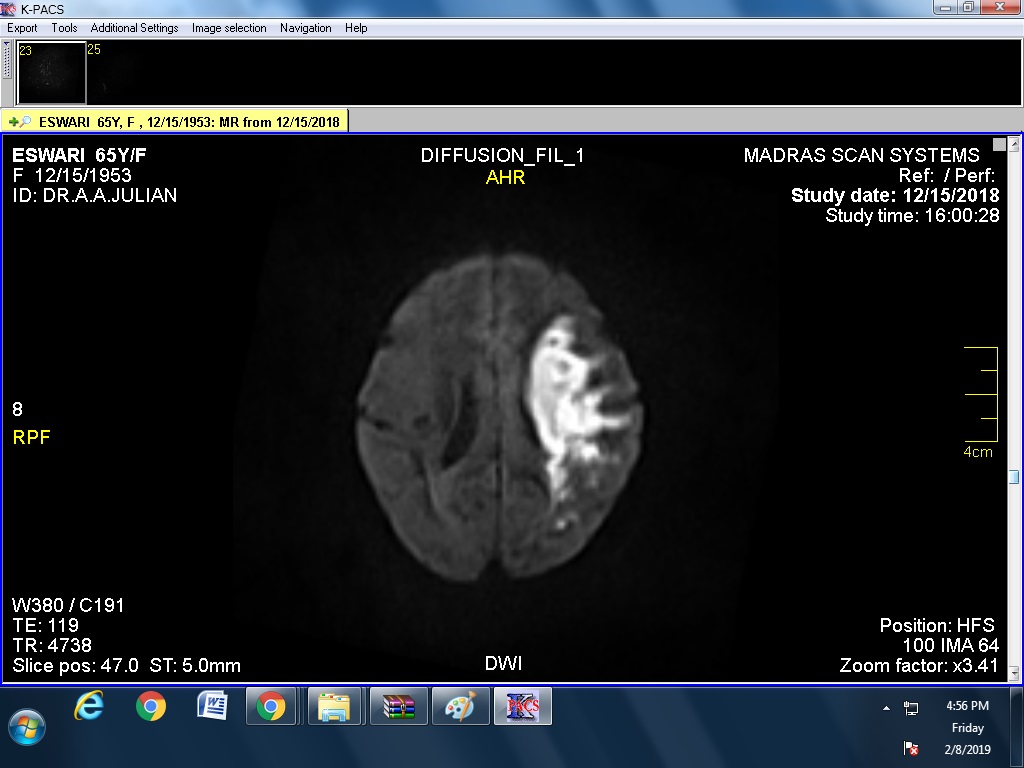 K-PACS
Export Tools Additional Settings Image selection Navigation Help
23 25
ESWARI 65Y, F , 12/15/1953: MR from 12/15/2018
ESWARI 65Y/F
F 12/15/1953
ID: DR.A.A.JULIAN
DIFFUSION_FIL_1
AHR
MADRAS SCAN SYSTEMS
Ref: / Perf:
Study date: 12/15/2018
Study time: 16:00:28
8
RPF
4cm
W380 / C191
TE: 119
TR: 4738
Slice pos: 47.0 ST: 5.0mm
DWI
Position: HFS
100 IMA 64
Zoom factor: x3.41
K PACS
4:56 PM
Friday
2/8/2019